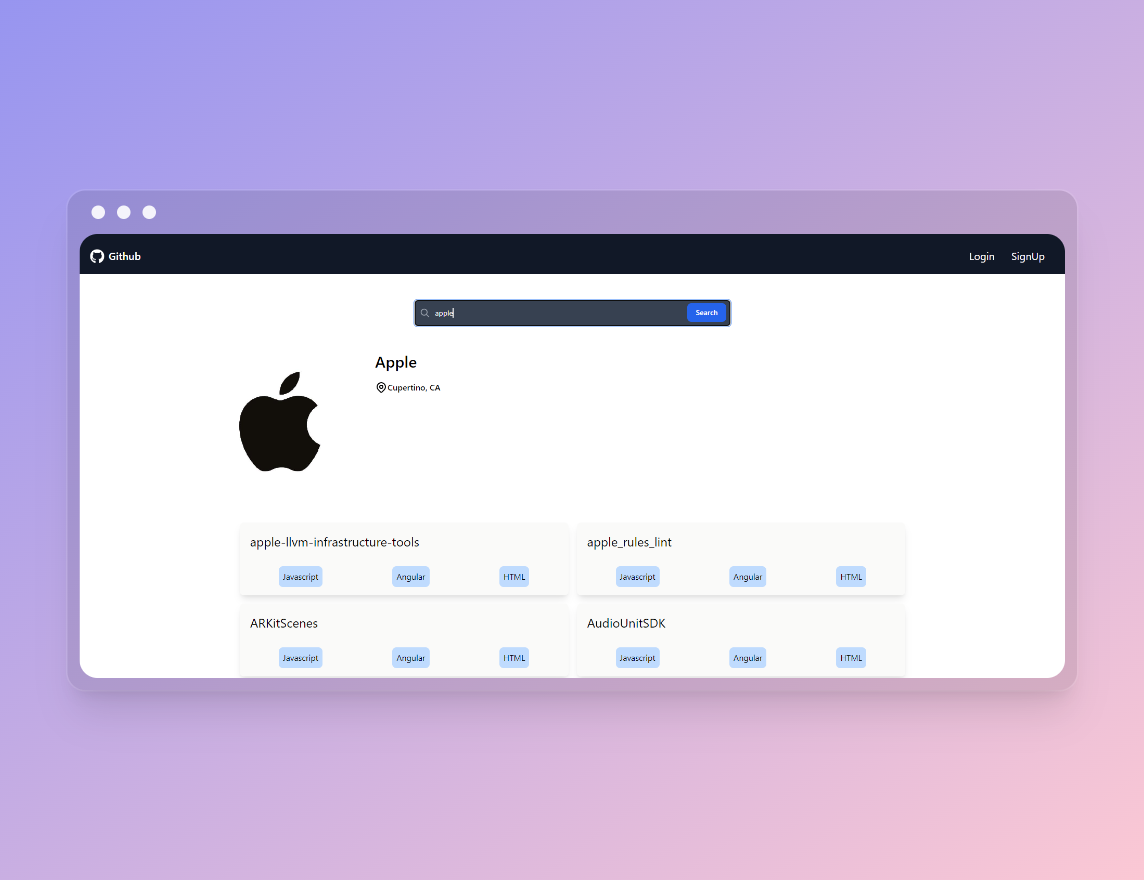 Github
Login SignUp
apple Search
Apple
Cupertino, CA
apple-llvm-infrastructure-tools
Javascript Angular HTML
apple_rules_lint
Javascript Angular HTML
ARKitScenes
Javascript Angular HTML
AudioUnitSDK
Javascript Angular HTML